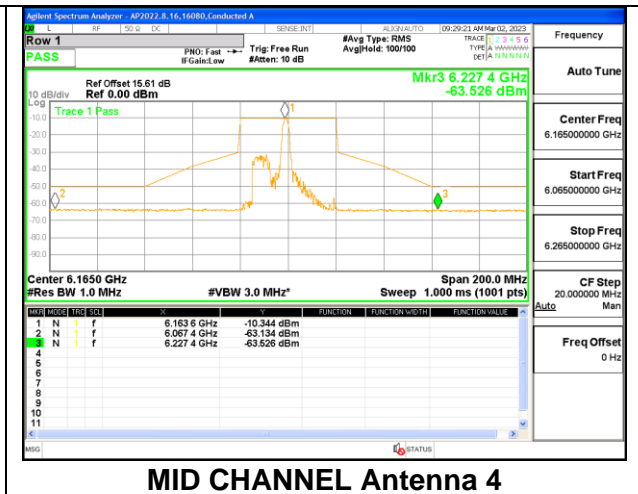 Agilent Spectrum Analyzer - AP2022.8.16,16080,Conducted A
L RF 50 Ω DC SENSE:INT ALIGN AUTO 09:29:21 AM Mar 02, 2023
Row 1 #Avg Type: RMS TRACE 1 2 3 4 5 6
PASS PNO: Fast Trig: Free Run Avg|Hold: 100/100 TYPE A WWWWW
IFGain:Low #Atten: 10 dB DET A N N N N N
Frequency
Ref Offset 15.61 dB Mkr3 6.227 4 GHz
10 dB/div Ref 0.00 dBm -63.526 dBm
Log
Trace 1 Pass
-10.0
-20.0
-30.0
-40.0
-50.0
-60.0
-70.0
-80.0
-90.0
1
2
3
Center 6.1650 GHz Span 200.0 MHz
#Res BW 1.0 MHz #VBW 3.0 MHz* Sweep 1.000 ms (1001 pts)
MKR MODE TRC SCL X Y FUNCTION FUNCTION WIDTH FUNCTION VALUE
1 N 1 f 6.163 6 GHz -10.344 dBm
2 N 1 f 6.067 4 GHz -63.134 dBm
3 N 1 f 6.227 4 GHz -63.526 dBm
4
5
6
7
8
9
10
11
MSG STATUS
Auto Tune
Center Freq
6.165000000 GHz
Start Freq
6.065000000 GHz
Stop Freq
6.265000000 GHz
CF Step
20.000000 MHz
Auto Man
Freq Offset
0 Hz
MID CHANNEL Antenna 4